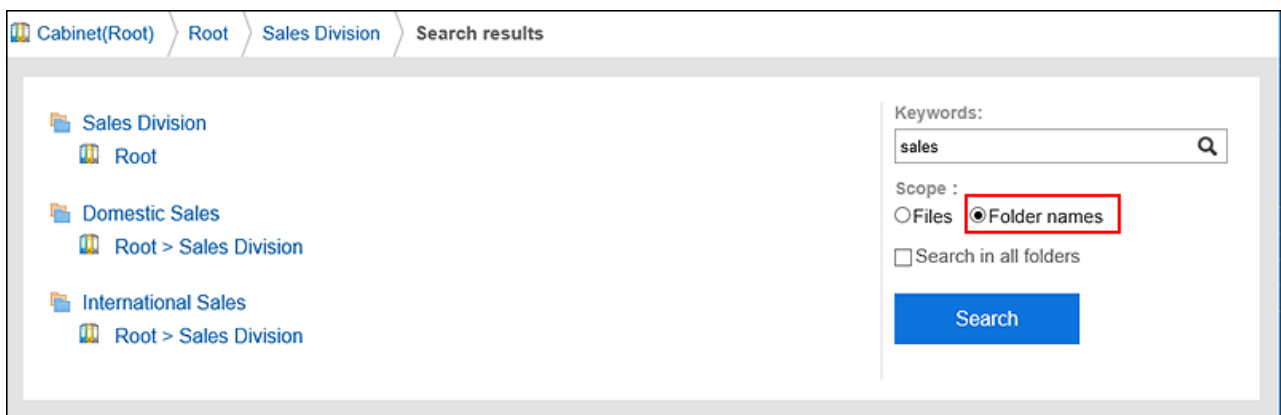 Cabinet(Root) Root Sales Division Search results
Sales Division
Root
Domestic Sales
Root > Sales Division
International Sales
Root > Sales Division
Keywords:
sales
Scope :
Files Folder names
Search in all folders
Search